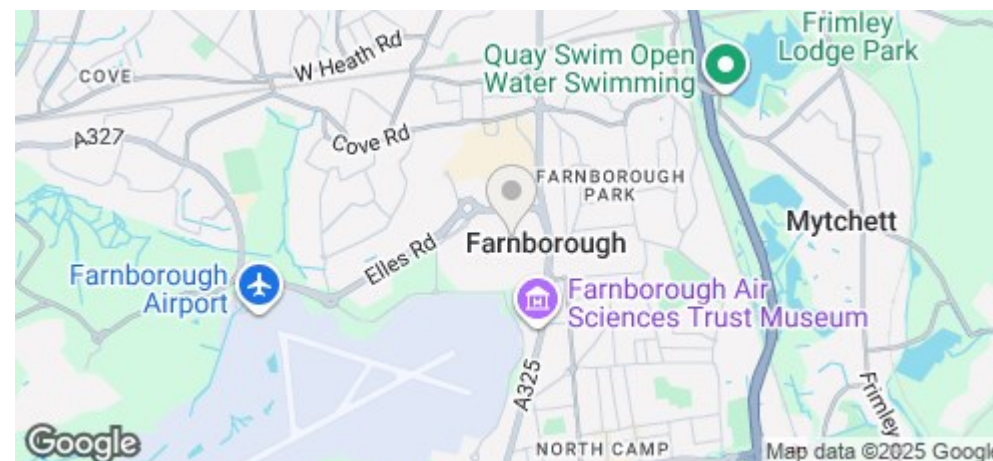 Frimley
Lodge Park
W Heath Rd
Quay Swim Open
Water Swimming
COVE
A327
Cove Rd
FARNBOROUGH
PARK
Mytchett
Farnborough
Elles Rd
Farnborough
Airport
Farnborough Air
Sciences Trust Museum
A325
Frimley
NORTH CAMP
Google
Map data ©2025 Google